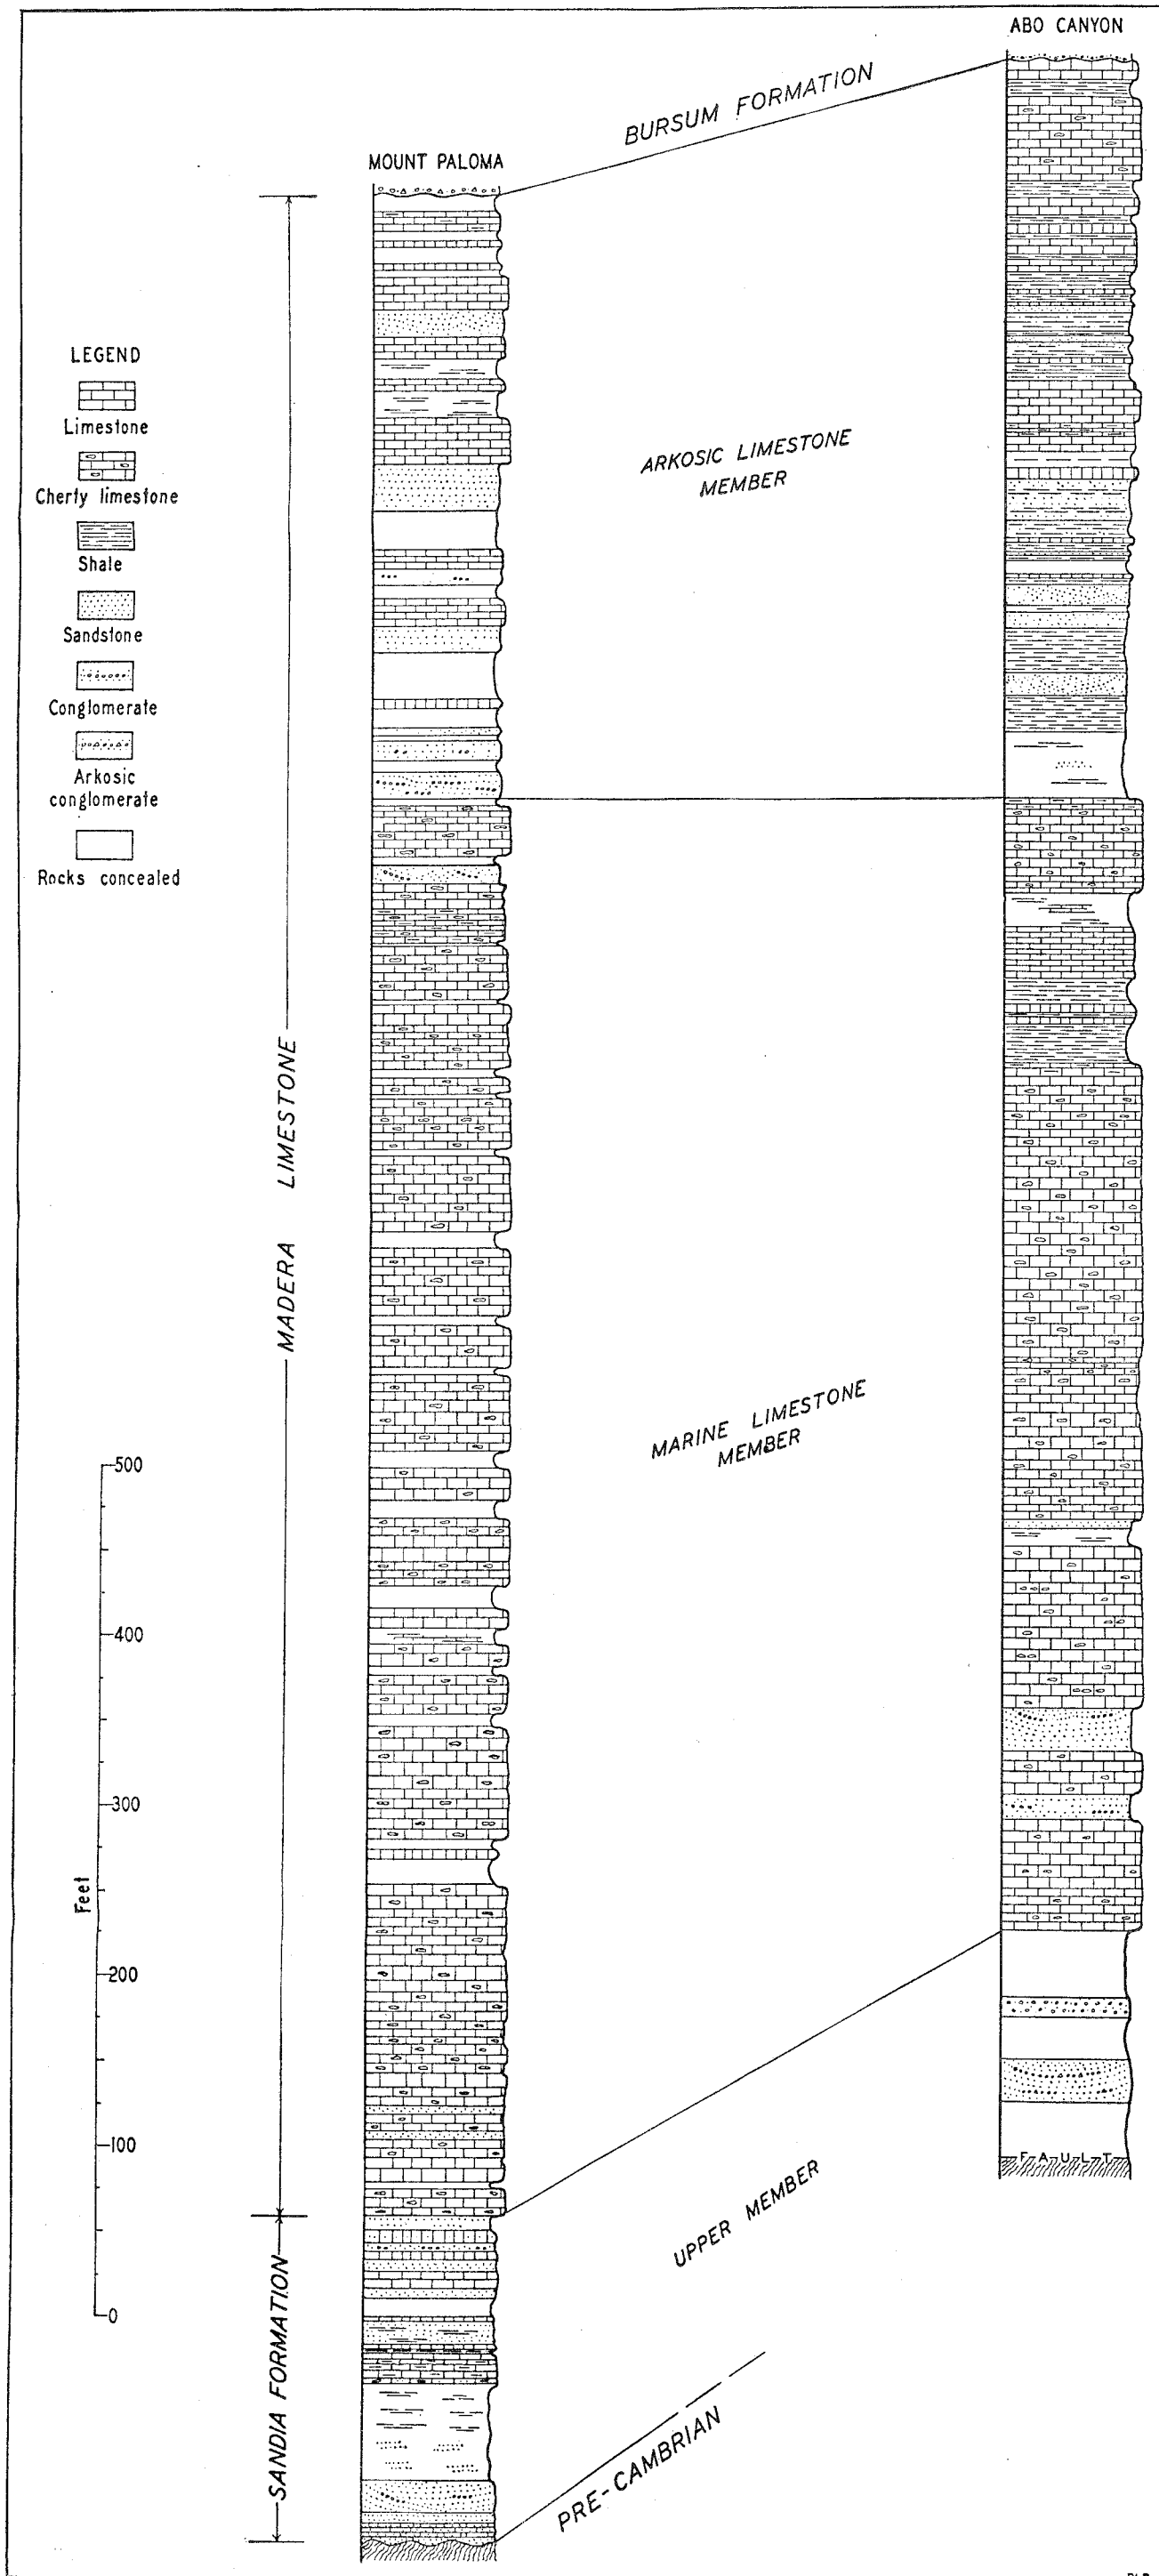 ABO CANYON
BURSUM FORMATION
MOUNT PALOMA
LEGEND
Limestone
Cherty limestone
Shale
Sandstone
Conglomerate
Arkosic
conglomerate
Rocks concealed
ARKOSIC LIMESTONE
MEMBER
MADERA LIMESTONE
MARINE LIMESTONE
MEMBER
500
400
300
200
100
0
Feet
FAULT
UPPER MEMBER
SANDIA FORMATION
PRE-CAMBRIAN